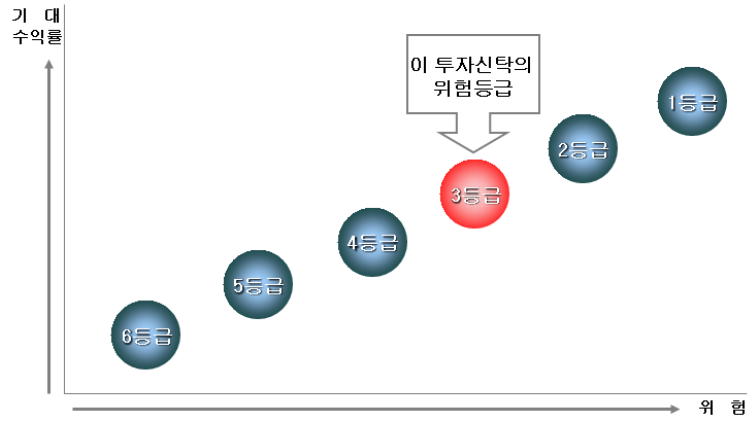 기 대
수익률
이 투자신탁의
위험등급
1등급
2등급
3등급
4등급
5등급
6등급
위 험